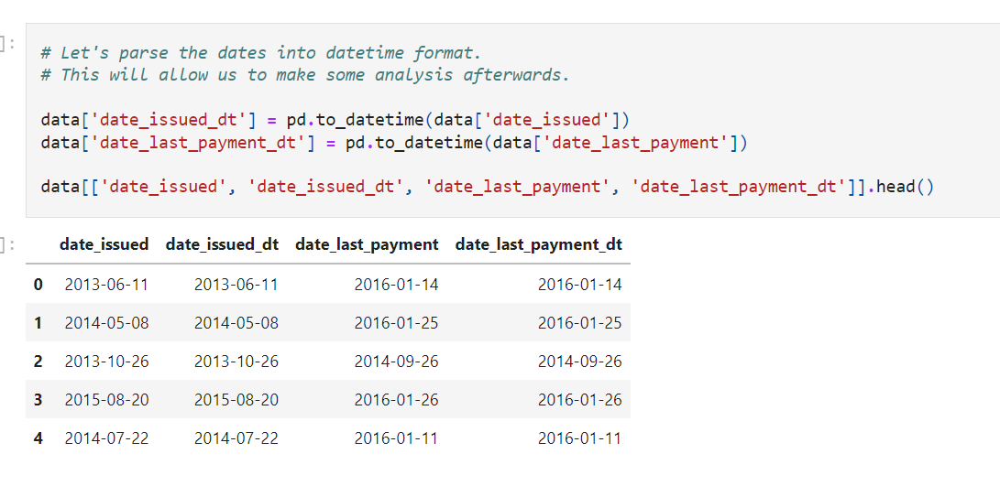 ]:
# Let's parse the dates into datetime format.
# This will allow us to make some analysis afterwards.
data['date_issued_dt'] = pd.to_datetime(data['date_issued'])
data['date_last_payment_dt'] = pd.to_datetime(data['date_last_payment'])
data[['date_issued', 'date_issued_dt', 'date_last_payment', 'date_last_payment_dt']].head()
]:
date_issued date_issued_dt date_last_payment date_last_payment_dt
0 2013-06-11 2013-06-11 2016-01-14 2016-01-14
1 2014-05-08 2014-05-08 2016-01-25 2016-01-25
2 2013-10-26 2013-10-26 2014-09-26 2014-09-26
3 2015-08-20 2015-08-20 2016-01-26 2016-01-26
4 2014-07-22 2014-07-22 2016-01-11 2016-01-11